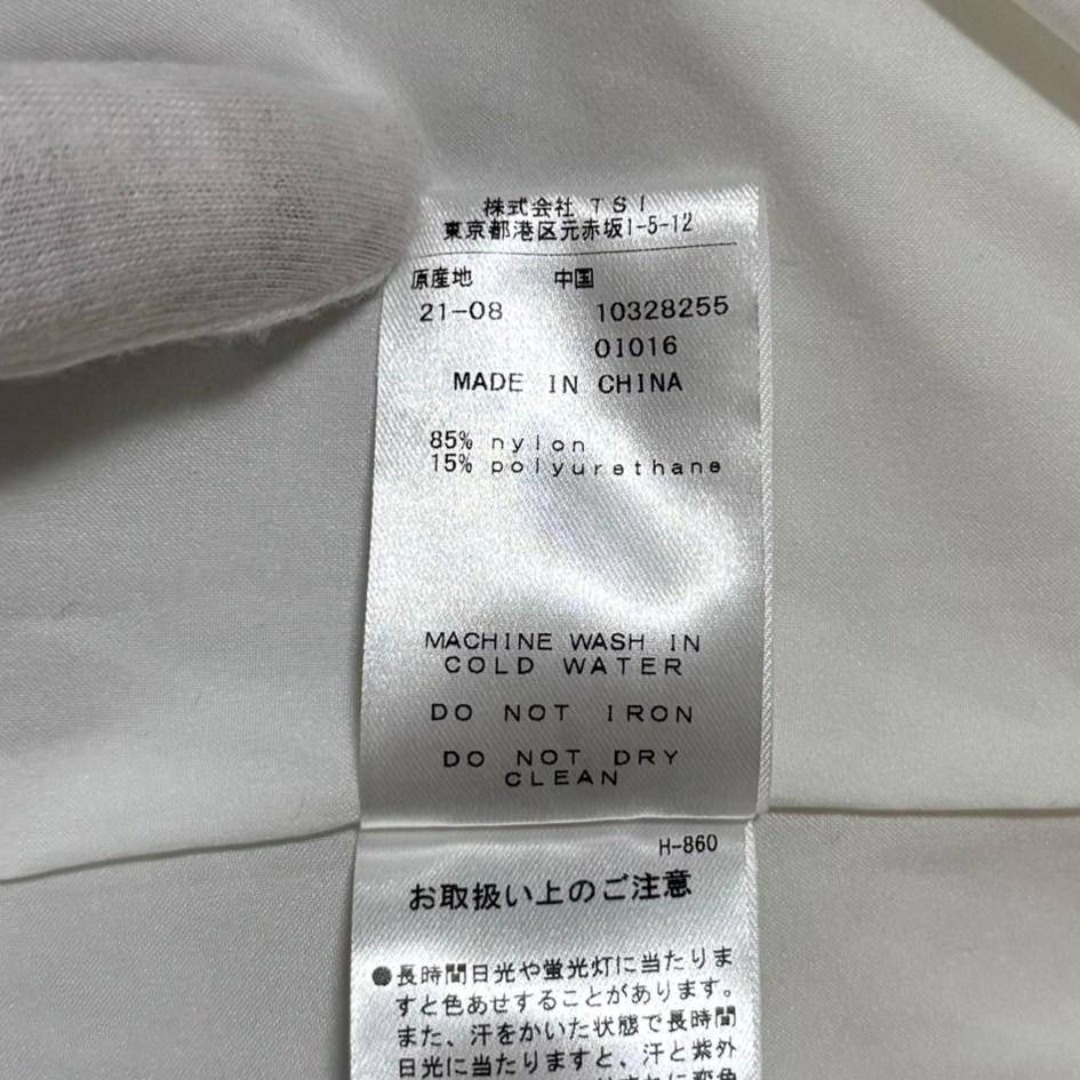 株式会社 TSI
東京都港区元赤坂1-5-12
原産地 中国
21-08 10328255
01016
MADE IN CHINA
85% nylon
15% polyurethane
MACHINE WASH IN
COLD WATER
DO NOT IRON
DO NOT DRY
CLEAN
H-860
お取扱い上のご注意
●長時間日光や蛍光灯に当たりま
すと色あせすることがあります。
また、汗をかいた状態で長時間
日光に当たりますと、汗と紫外